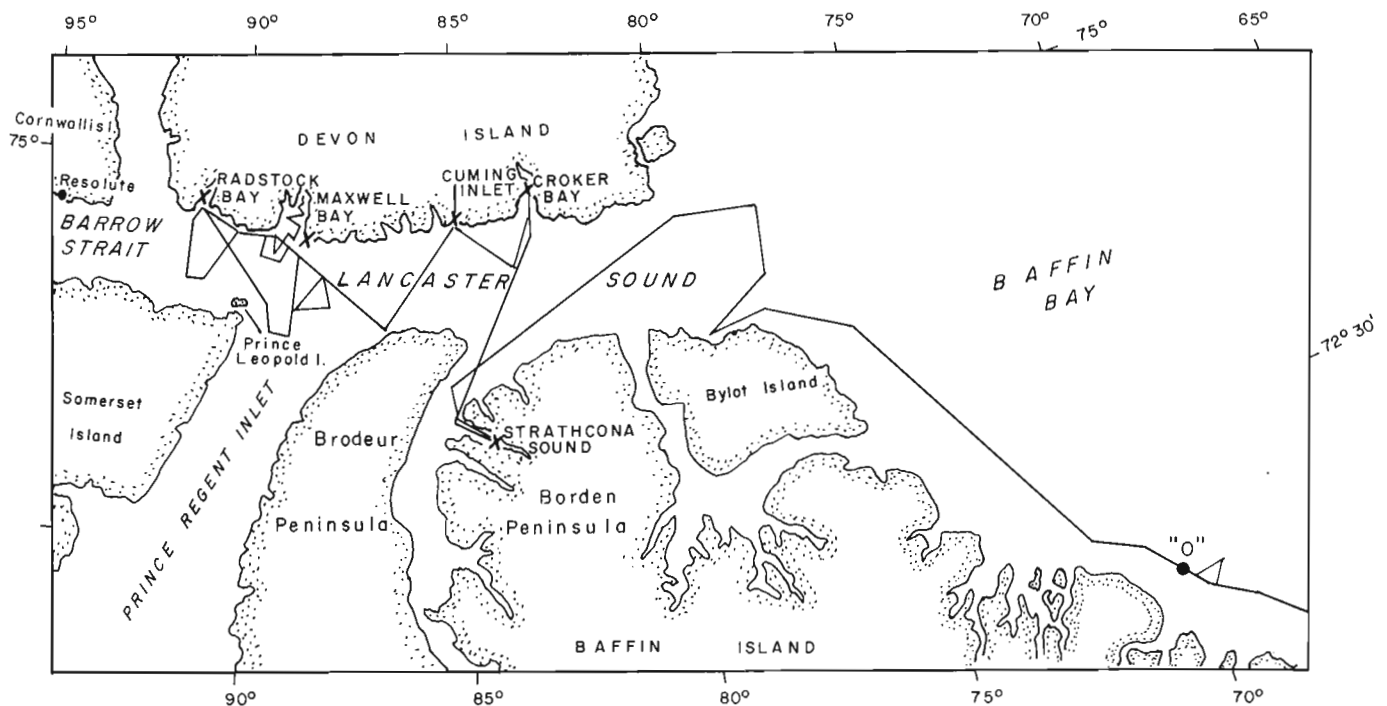 95° 90° 85° 80° 75° 70° 75° 65°
Cornwallis I.
75°
DEVON ISLAND
Resolute
RADSTOCK
BAY
MAXWELL
BAY
CUMING
INLET
CROKER
BAY
BARROW
STRAIT
LANCASTER SOUND
BAFFIN
BAY
Prince
Leopold I.
72° 30'
Somerset
Island
PRINCE REGENT INLET
Brodeur
Peninsula
STRATHCONA
SOUND
Bylot Island
Borden
Peninsula
"O"
BAFFIN ISLAND
90° 85° 80° 75° 70°